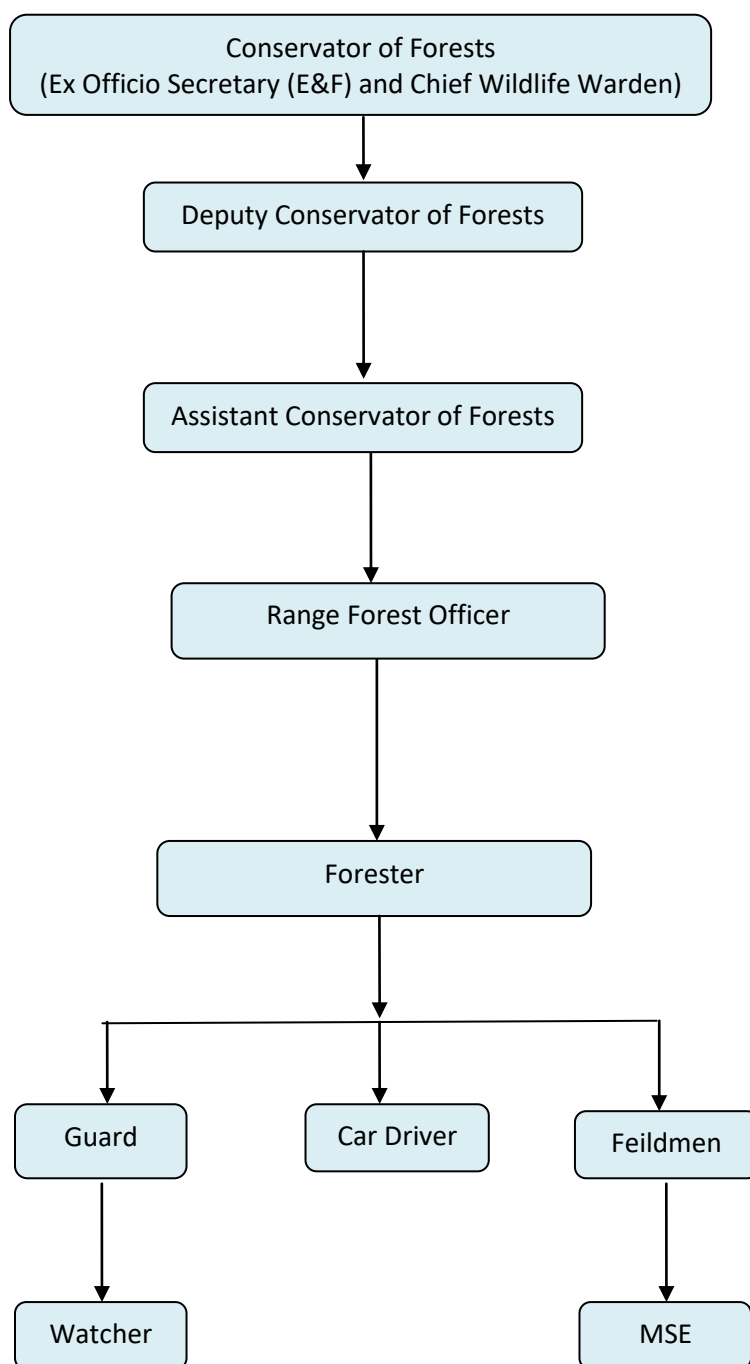 Conservator of Forests
(Ex Officio Secretary (E&F) and Chief Wildlife Warden)
Deputy Conservator of Forests
Assistant Conservator of Forests
Range Forest Officer
Forester
Guard
Car Driver
Feildmen
Watcher
MSE